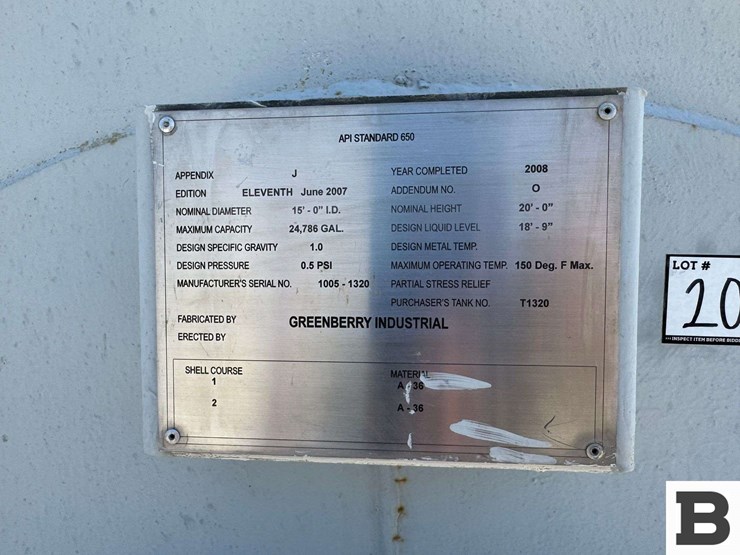 API STANDARD 650
APPENDIX J
YEAR COMPLETED 2008
EDITION ELEVENTH June 2007
ADDENDUM NO. O
NOMINAL DIAMETER 15' - 0" I.D.
NOMINAL HEIGHT 20' - 0"
MAXIMUM CAPACITY 24,786 GAL.
DESIGN LIQUID LEVEL 18' - 9"
DESIGN SPECIFIC GRAVITY 1.0
DESIGN METAL TEMP.
DESIGN PRESSURE 0.5 PSI
MAXIMUM OPERATING TEMP. 150 Deg. F Max.
MANUFACTURER'S SERIAL NO. 1005 - 1320
PARTIAL STRESS RELIEF
PURCHASER'S TANK NO. T1320
FABRICATED BY GREENBERRY INDUSTRIAL
ERECTED BY
SHELL COURSE MATERIAL
1 A - 36
2 A - 36
LOT #
20
*** INSPECT ITEM BEFORE BIDD
B